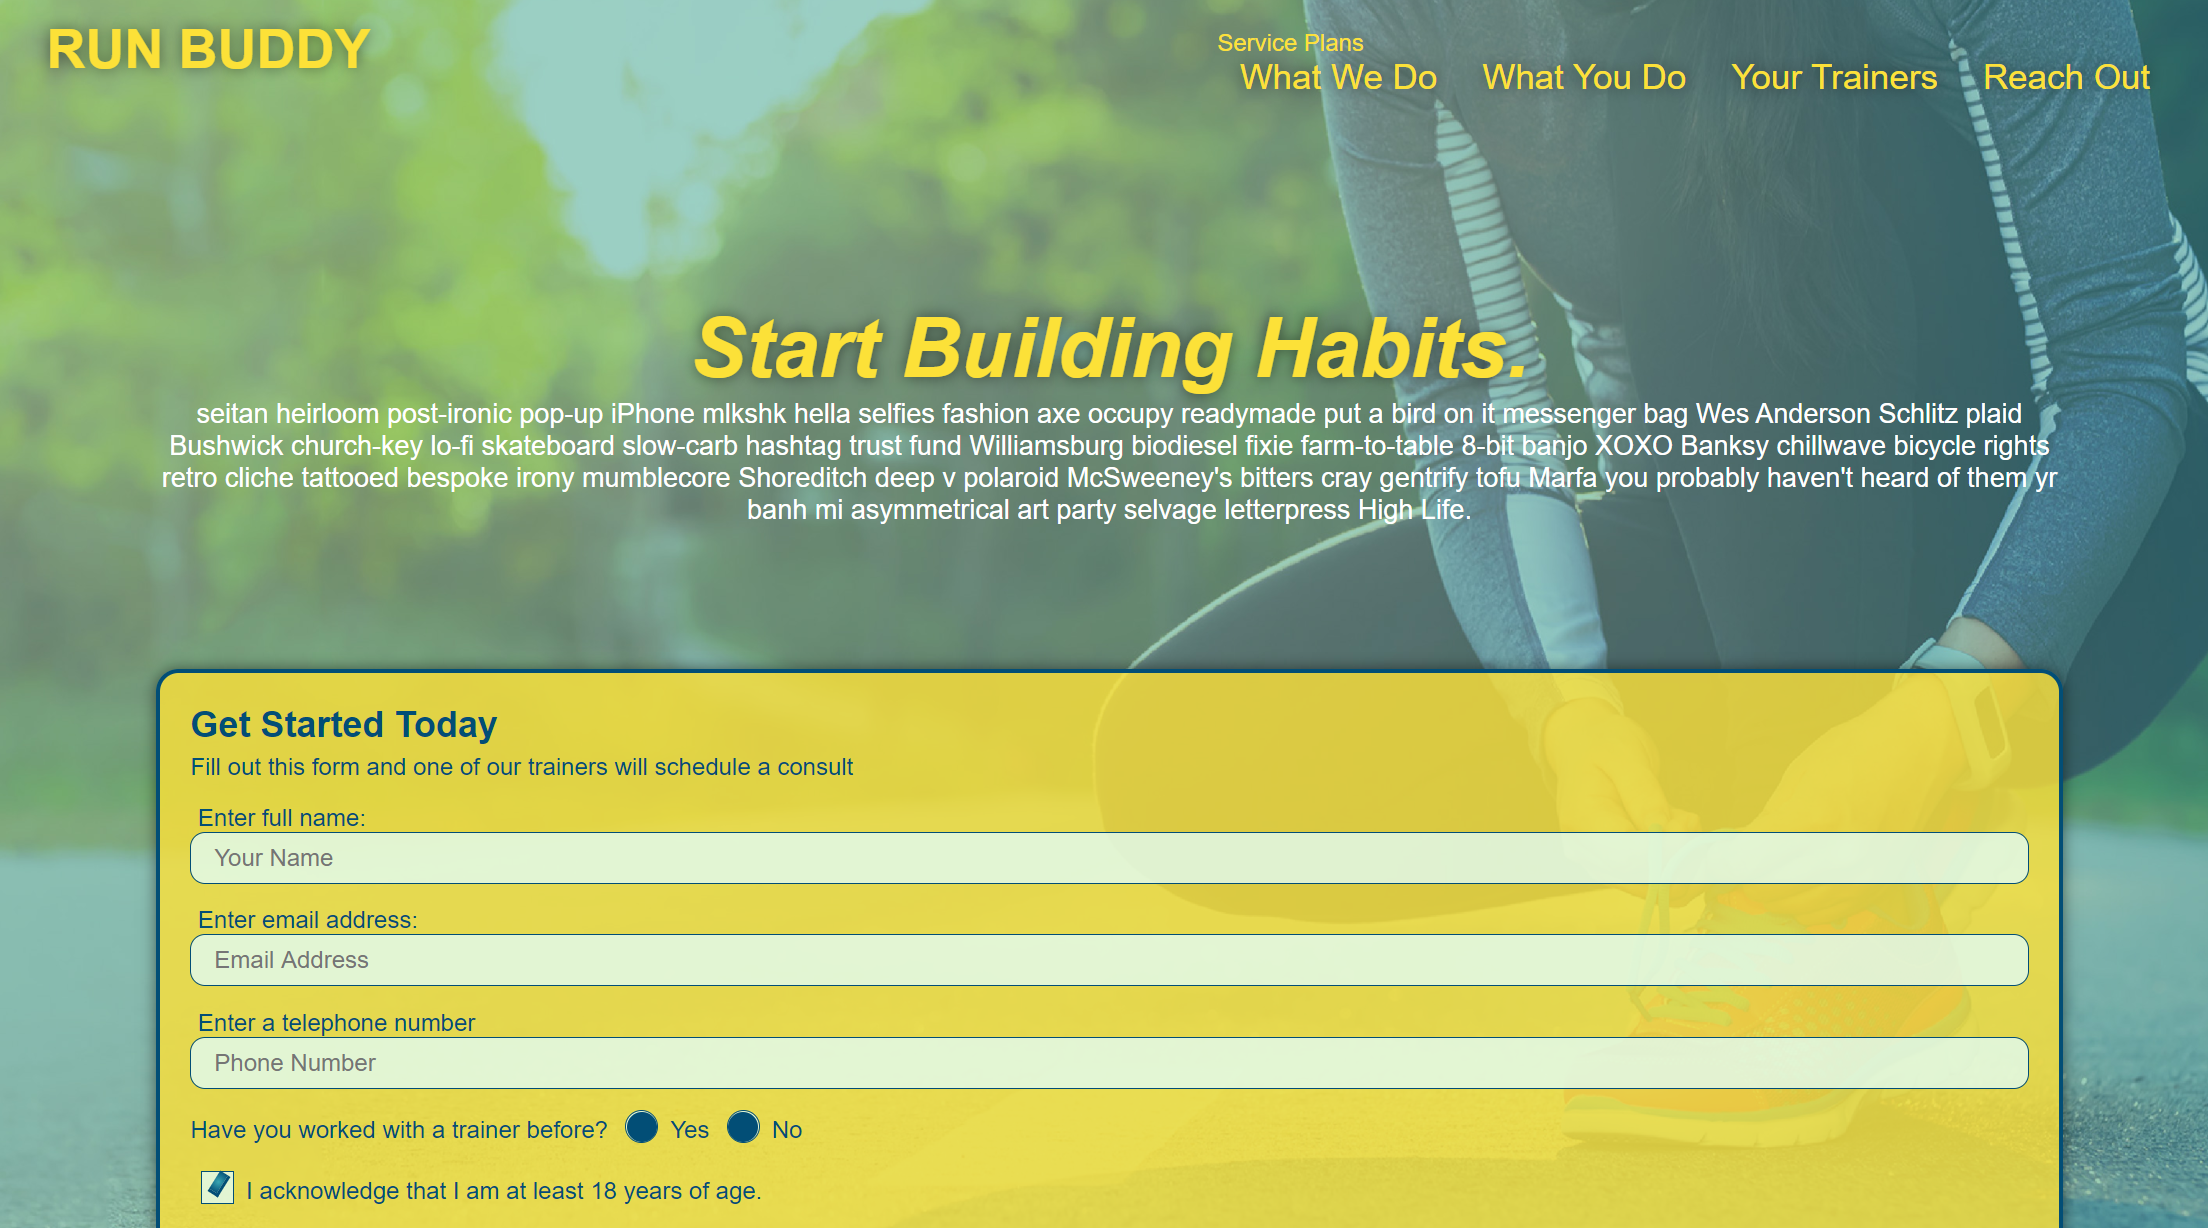 RUN BUDDY
Service Plans
What We Do What You Do Your Trainers Reach Out
Start Building Habits.
seitan heirloom post-ironic pop-up iPhone mlkshk hella selfies fashion axe occupy readymade put a bird on it messenger bag Wes Anderson Schlitz plaid
Bushwick church-key lo-fi skateboard slow-carb hashtag trust fund Williamsburg biodiesel fixie farm-to-table 8-bit banjo XOXO Banksy chillwave bicycle rights
retro cliche tattooed bespoke irony mumblecore Shoreditch deep v polaroid McSweeney's bitters cray gentrify tofu Marfa you probably haven't heard of them yr
banh mi asymmetrical art party selvage letterpress High Life.
Get Started Today
Fill out this form and one of our trainers will schedule a consult
Enter full name:
Your Name
Enter email address:
Email Address
Enter a telephone number
Phone Number
Have you worked with a trainer before? Yes No
I acknowledge that I am at least 18 years of age.